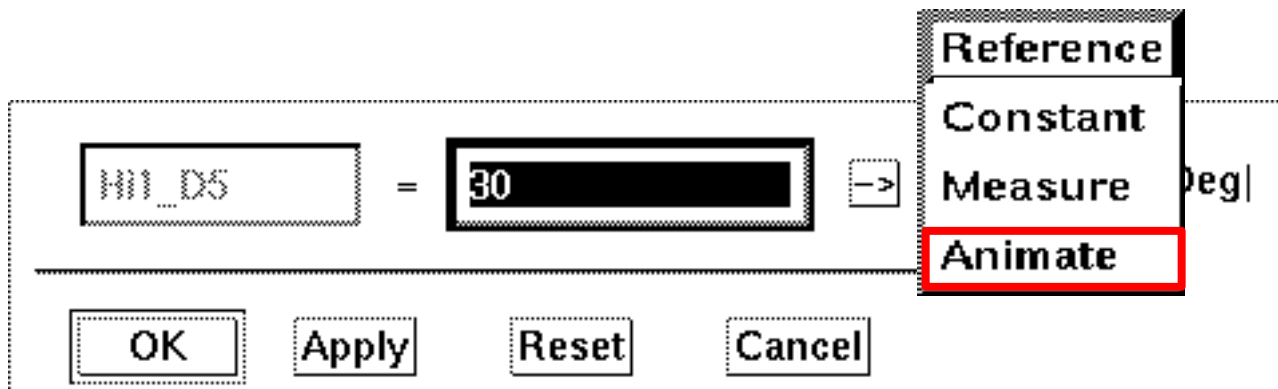 Reference
Constant
Hi1_D5 = 30 -> Measure Deg|
Animate
OK Apply Reset Cancel